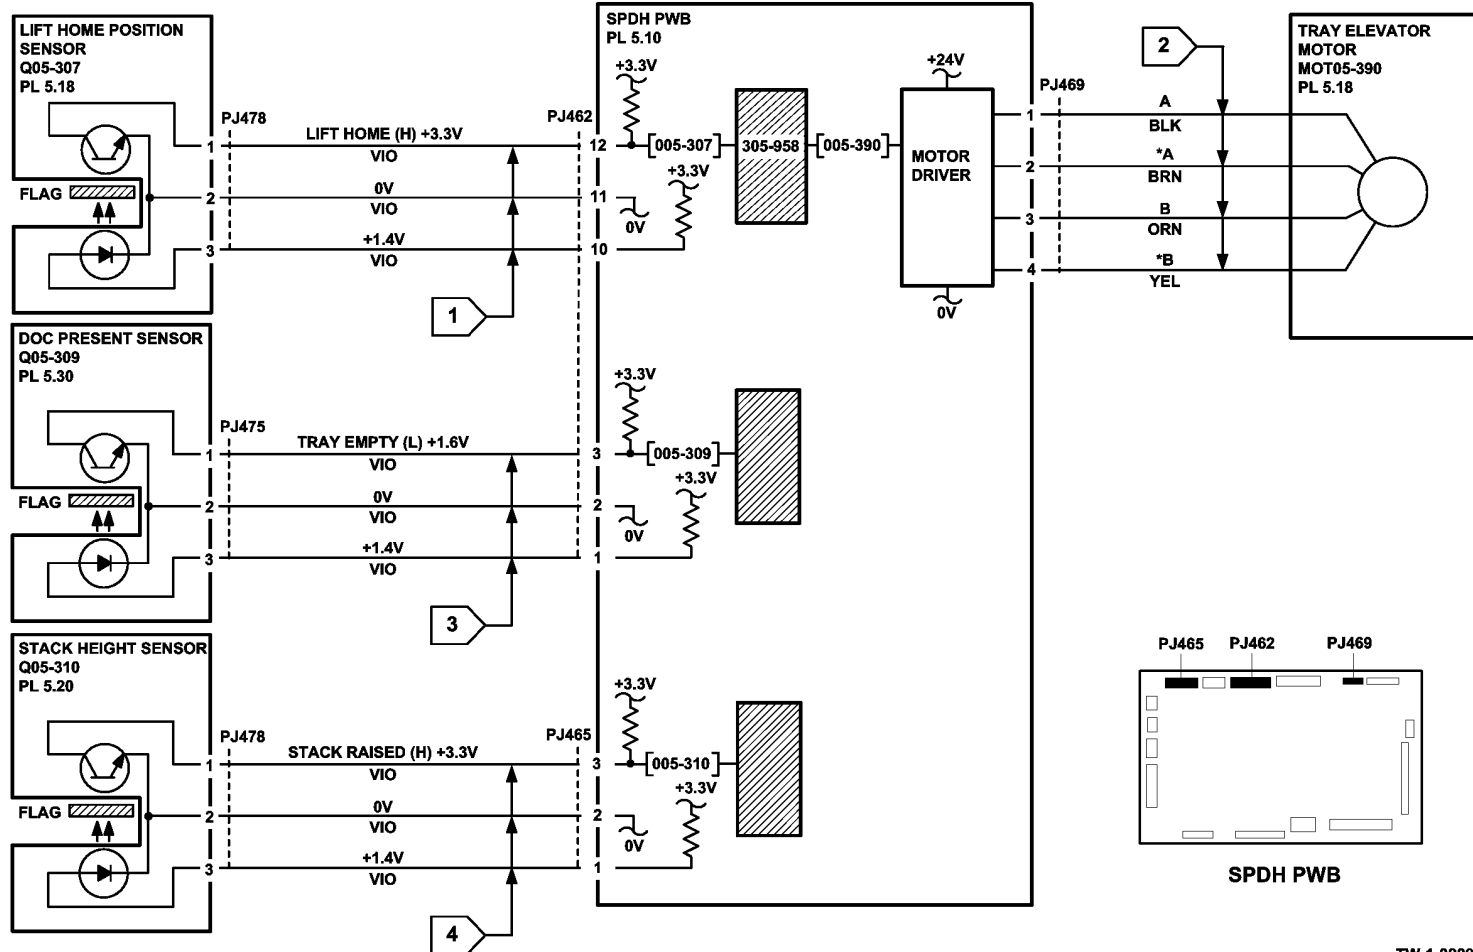 LIFT HOME POSITION
SENSOR
Q05-307
PL 5.18
PJ478
1
2
3
FLAG
LIFT HOME (H) +3.3V
VIO
0V
VIO
+1.4V
VIO
1
PJ462
12
11
10
SPDH PWB
PL 5.10
+3.3V
[005-307]
305-958
[005-390]
+3.3V
0V
+24V
MOTOR
DRIVER
0V
PJ469
1
2
3
4
2
A
BLK
*A
BRN
B
ORN
*B
YEL
TRAY ELEVATOR
MOTOR
MOT05-390
PL 5.18
DOC PRESENT SENSOR
Q05-309
PL 5.30
PJ475
1
2
3
FLAG
TRAY EMPTY (L) +1.6V
VIO
0V
VIO
+1.4V
VIO
3
3
2
1
+3.3V
[005-309]
+3.3V
0V
STACK HEIGHT SENSOR
Q05-310
PL 5.20
PJ478
1
2
3
FLAG
STACK RAISED (H) +3.3V
VIO
0V
VIO
+1.4V
VIO
4
PJ465
3
2
1
+3.3V
[005-310]
+3.3V
0V
PJ465 PJ462 PJ469
SPDH PWB